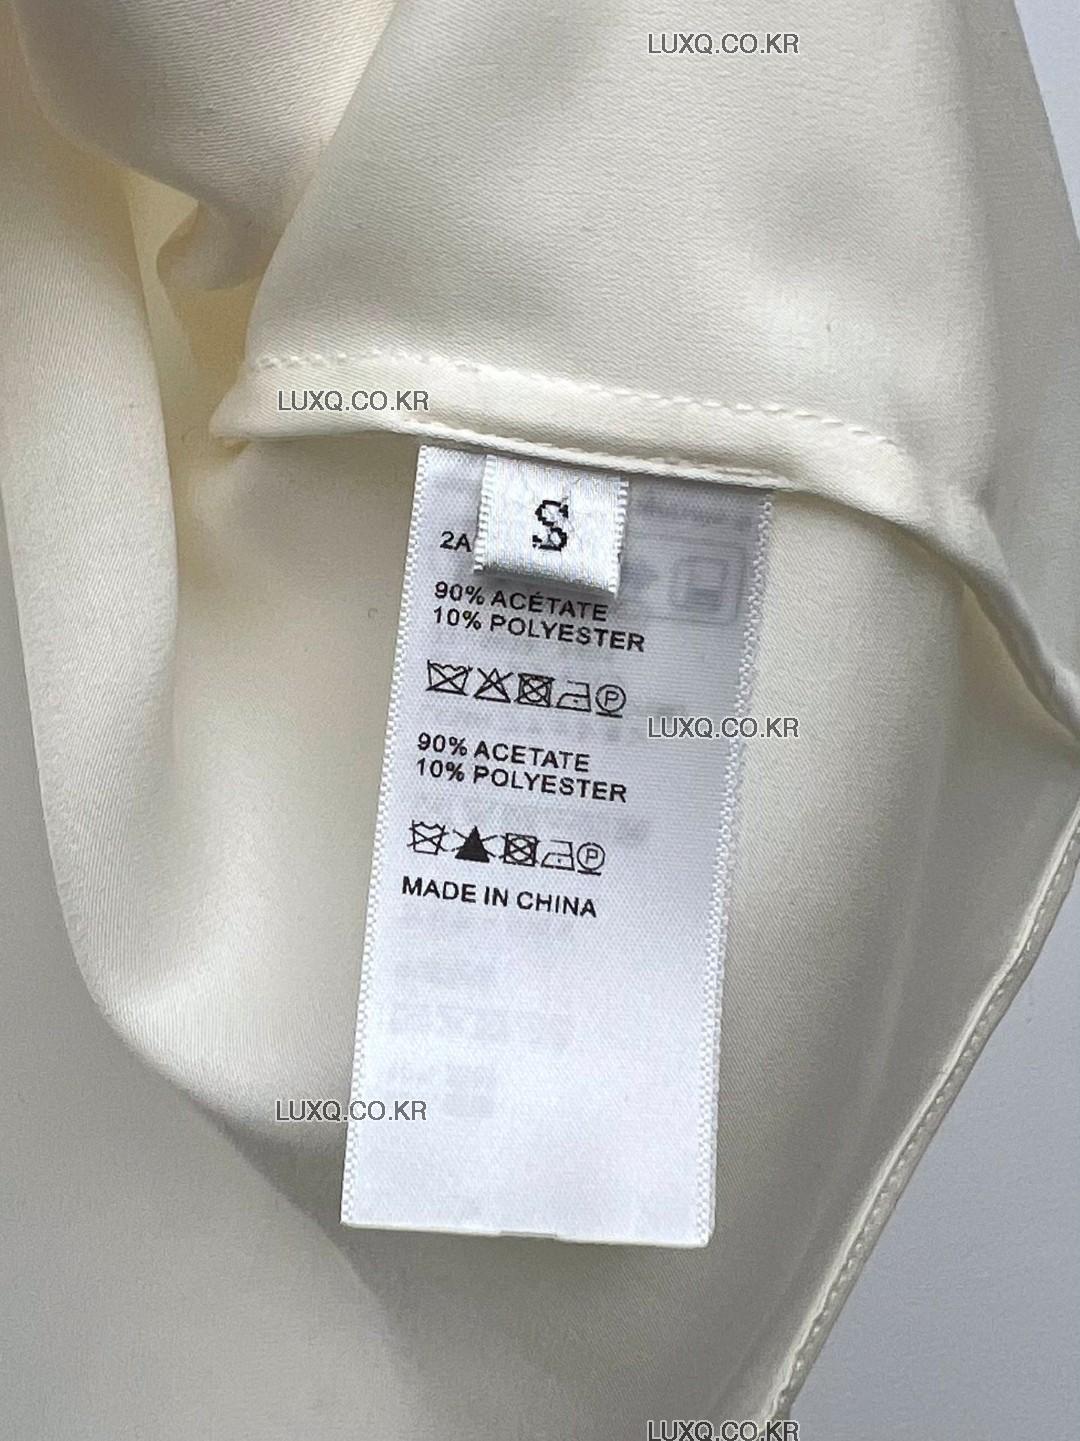 LUXQ.CO.KR
LUXQ.CO.KR
S
2A
90% ACÉTATE
10% POLYESTER
P
LUXQ.CO.KR
90% ACETATE
10% POLYESTER
P
MADE IN CHINA
LUXQ.CO.KR
LUXQ.CO.KR